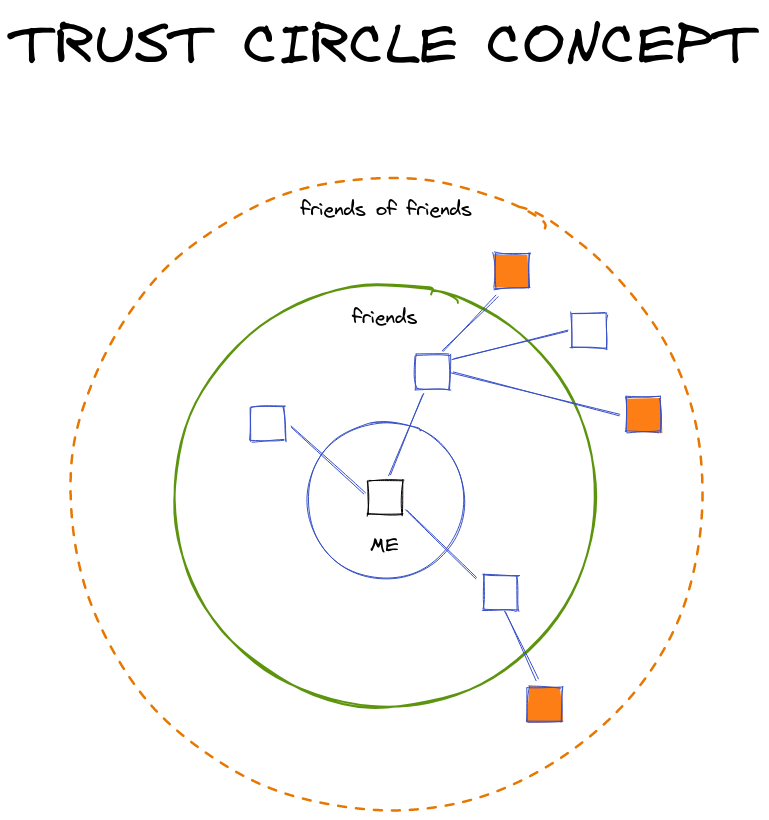 TRUST CIRCLE CONCEPT
friends of friends
friends
ME